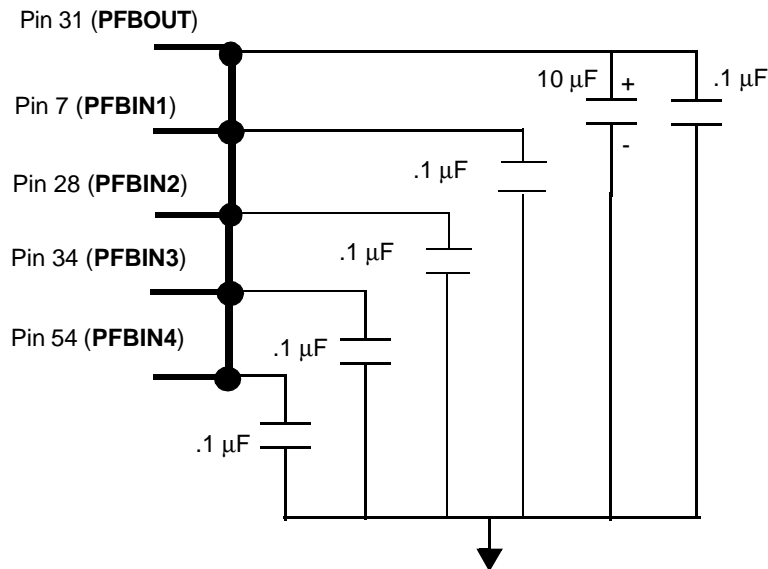 Pin 31 (PFBOUT)
10 μF
+
.1 μF
-
Pin 7 (PFBIN1)
.1 μF
Pin 28 (PFBIN2)
.1 μF
Pin 34 (PFBIN3)
.1 μF
Pin 54 (PFBIN4)
.1 μF